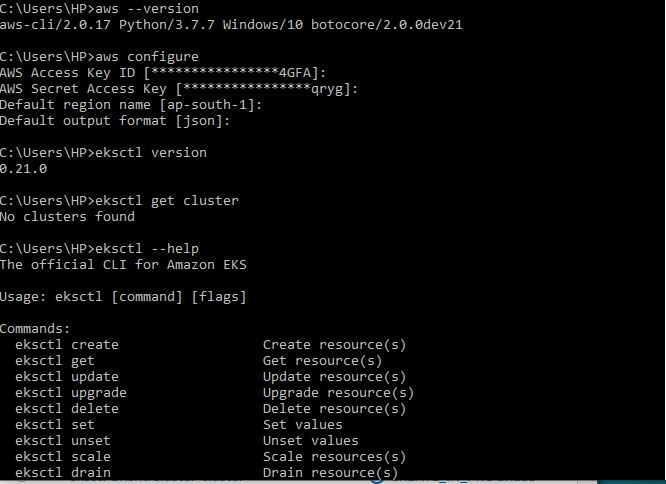 C:\Users\HP>aws --version
aws-cli/2.0.17 Python/3.7.7 Windows/10 botocore/2.0.0dev21
C:\Users\HP>aws configure
AWS Access Key ID [****************4GFA]:
AWS Secret Access Key [****************qryg]:
Default region name [ap-south-1]:
Default output format [json]:
C:\Users\HP>eksctl version
0.21.0
C:\Users\HP>eksctl get cluster
No clusters found
C:\Users\HP>eksctl --help
The official CLI for Amazon EKS
Usage: eksctl [command] [flags]
Commands:
eksctl create Create resource(s)
eksctl get Get resource(s)
eksctl update Update resource(s)
eksctl upgrade Upgrade resource(s)
eksctl delete Delete resource(s)
eksctl set Set values
eksctl unset Unset values
eksctl scale Scale resources(s)
eksctl drain Drain resource(s)